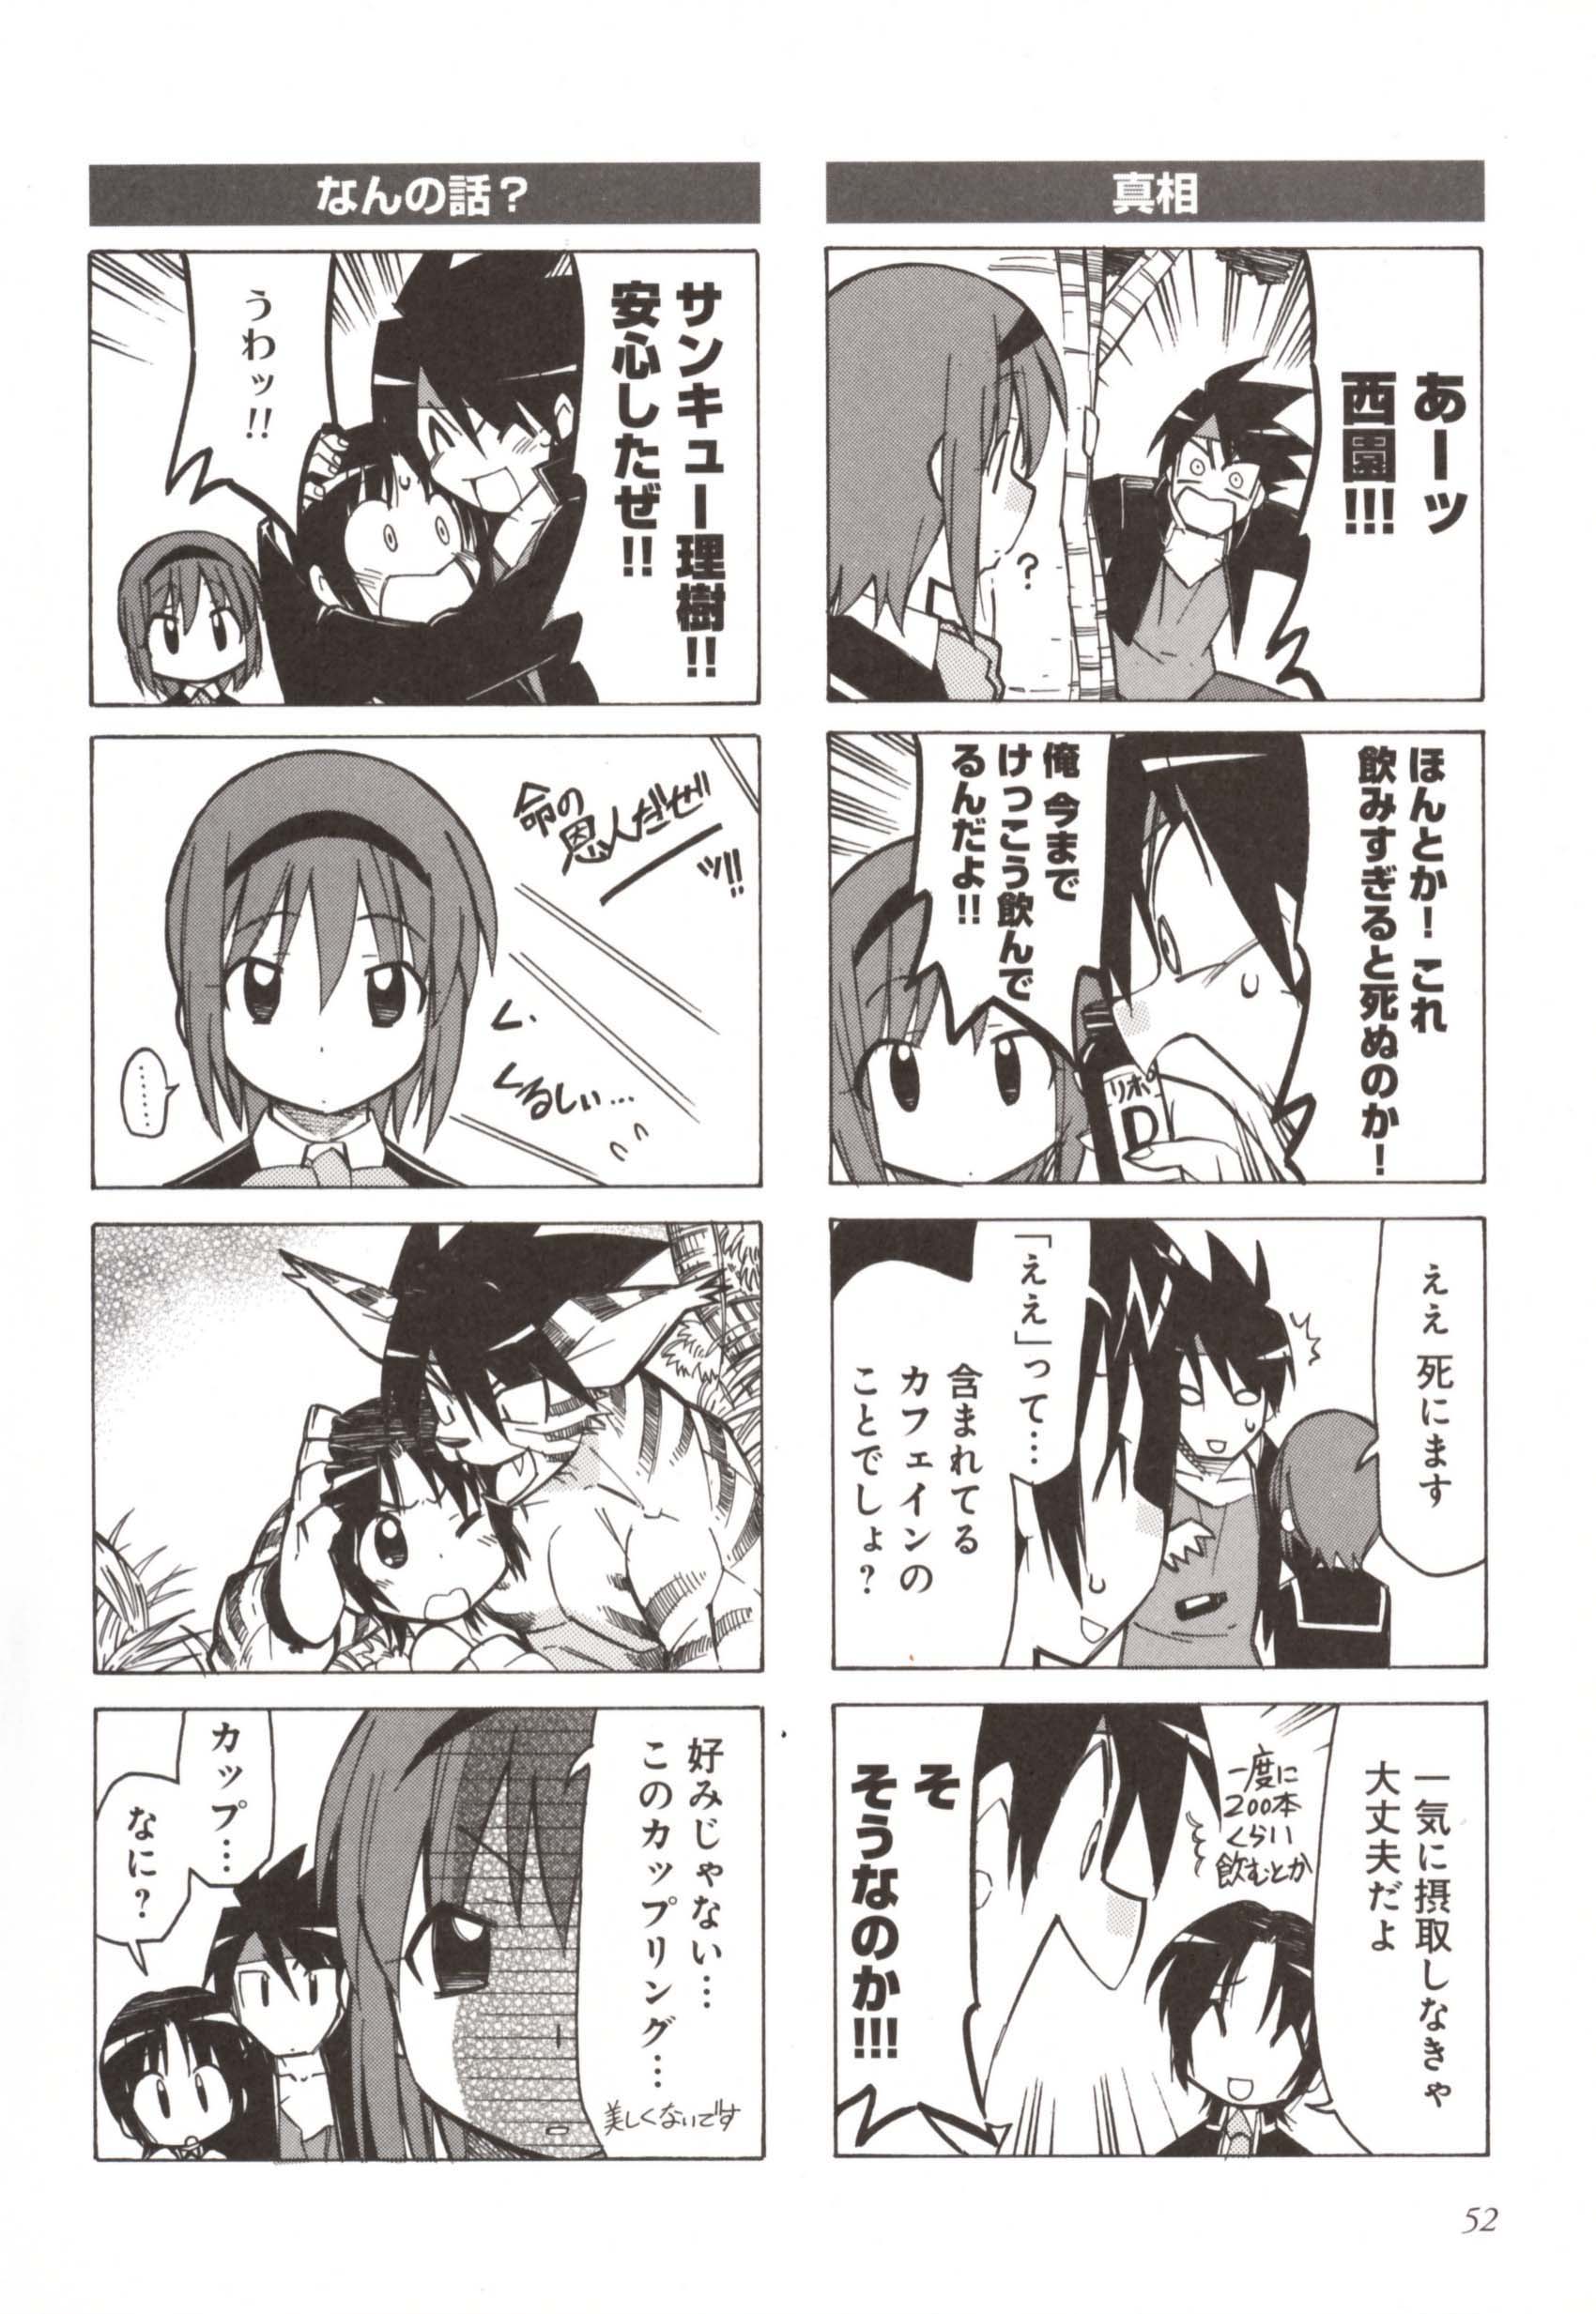 真相
あーッ
西園!!!
?
ほんとか! これ
飲みすぎると死ぬのか!
俺 今まで
けっこう飲んで
るんだよ!!
リポ
D
ええ 死にます
「ええ」って…
含まれてる
カフェインの
ことでしょ?
一気に摂取しなきゃ
大丈夫だよ
一度に
200本
くらい
飲むとか
そ
そうなのか!!!
なんの話?
サンキュー理樹!!
安心したぜ!!
うわッ!!
命の
恩人だぜ
ーッ!!
く、
くるしい…
……
好みじゃない…
このカップリング…
美しくないです
カップ…
なに?
52